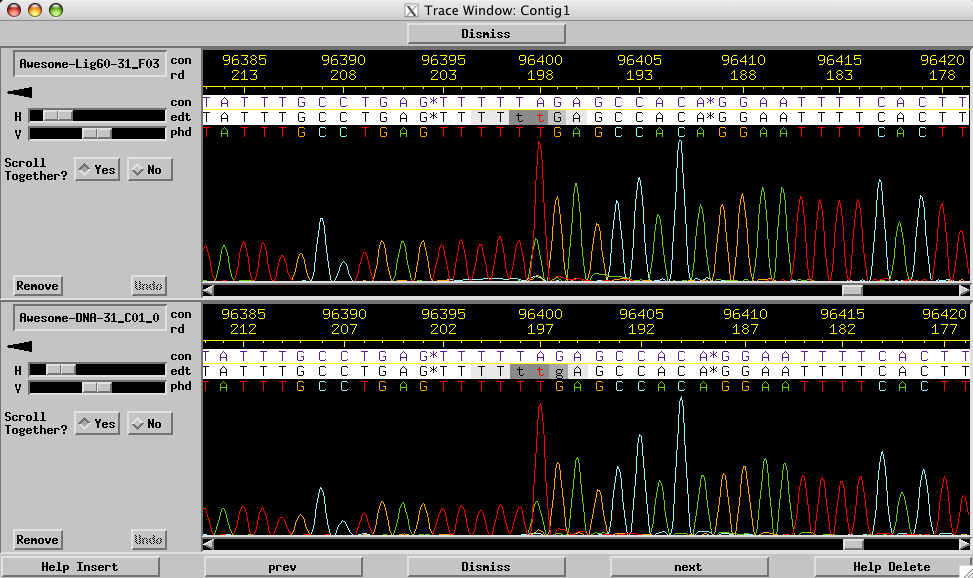 Trace Window: Contig1
Dismiss
Awesome-Lig60-31_F03
con
rd
96385 96390 96395 96400 96405 96410 96415 96420
213 208 203 198 193 188 183 178
con
T A T T T G C C T G A G * T T T T T A G A G C C A C A * G G A A T T T T C A C T T
H
edt
T A T T T G C C T G A G * T T T T t t G A G C C A C A * G G A A T T T T C A C T T
Y
phd
T A T T T G C C T G A G T T T T T T G A G C C A C A G G A A T T T T C A C T T
Scroll
Together?
Yes
No
Remove
Undo
Awesome-DNA-31_C01_0
con
rd
96385 96390 96395 96400 96405 96410 96415 96420
212 207 202 197 192 187 182 177
con
T A T T T G C C T G A G * T T T T T A G A G C C A C A * G G A A T T T T C A C T T
H
edt
T A T T T G C C T G A G * T T T T t t g A G C C A C A * G G A A T T T T C A C T T
Y
phd
T A T T T G C C T G A G T T T T T T G A G C C A C A G G A A T T T T C A C T T
Scroll
Together?
Yes
No
Remove
Undo
Help Insert
prev
Dismiss
next
Help Delete